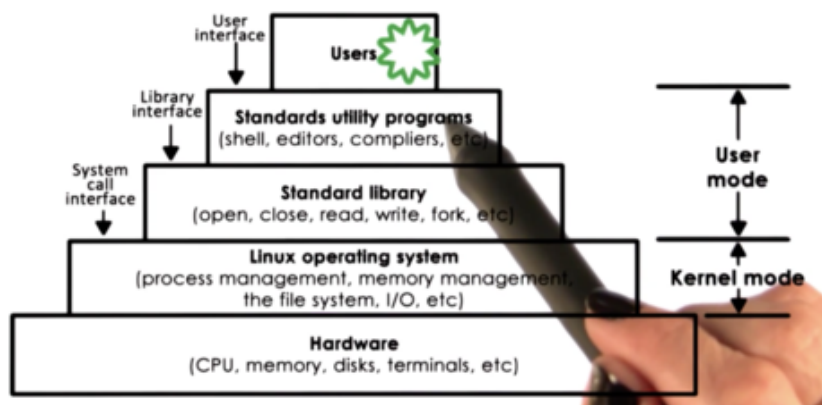 User
interface
Users
Library
interface
Standards utility programs
(shell, editors, compliers, etc)
System
call
interface
Standard library
(open, close, read, write, fork, etc)
User
mode
Linux operating system
(process management, memory management,
the file system, I/O, etc)
Kernel mode
Hardware
(CPU, memory, disks, terminals, etc)